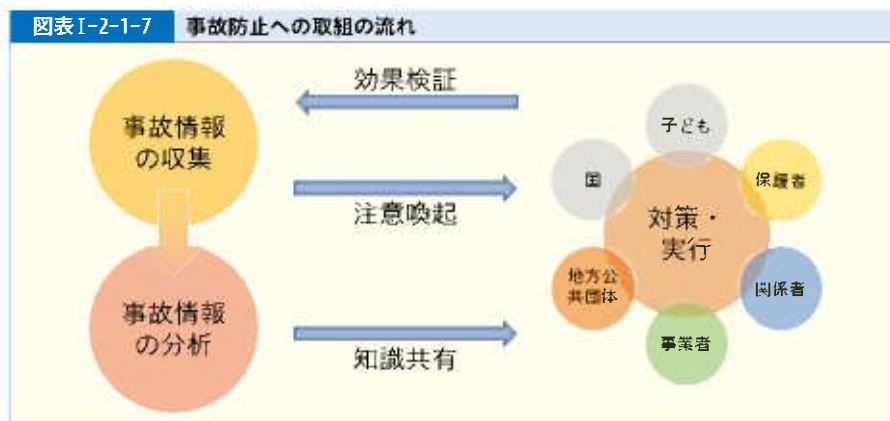 図表Ⅰ-2-1-7
事故防止への取組の流れ
事故情報
の収集
事故情報
の分析
効果検証
注意喚起
知識共有
対策・
実行
子ども
保護者
関係者
事業者
地方公
共団体
国